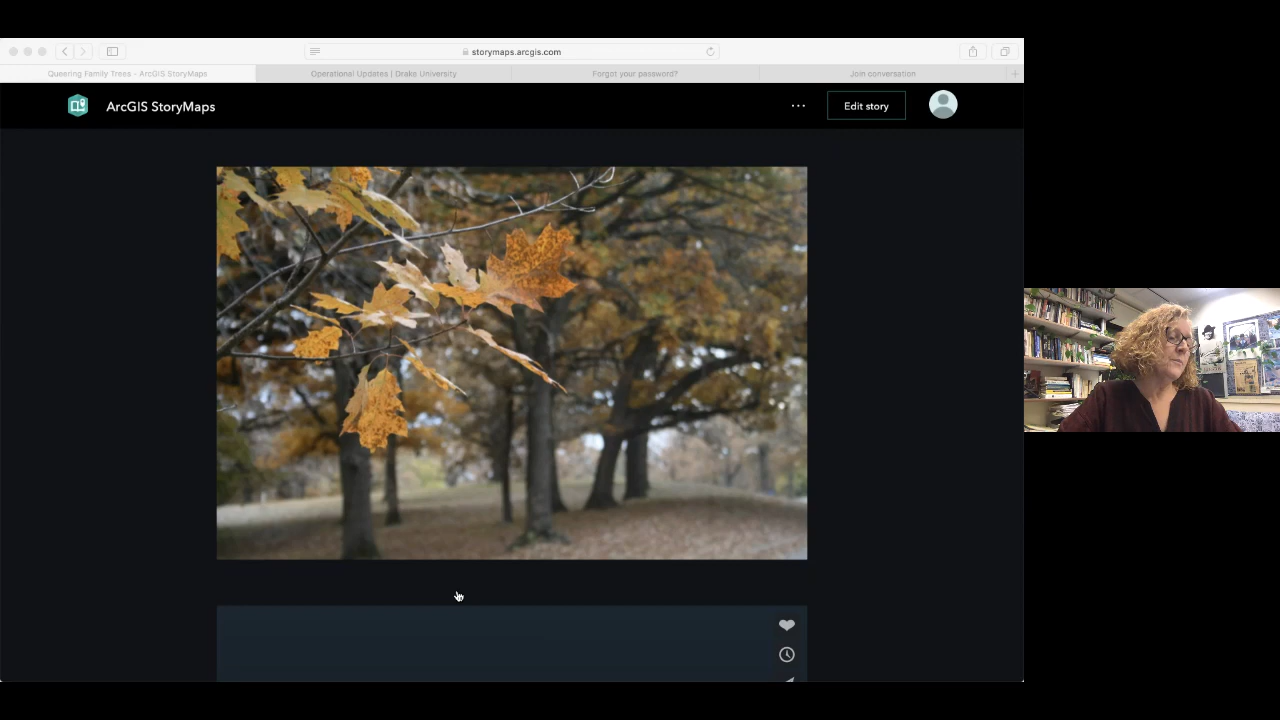 storymaps.arcgis.com
Queering Family Trees - ArcGIS StoryMaps
Operational Updates | Drake University
Forgot your password?
Join conversation
ArcGIS StoryMaps
Edit story